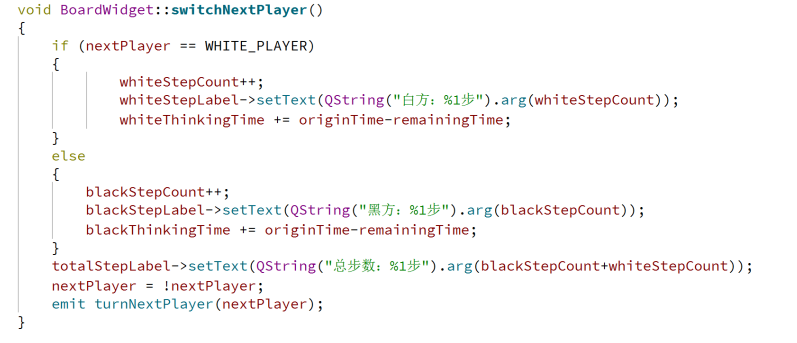 void BoardWidget::switchNextPlayer()
{
if (nextPlayer == WHITE_PLAYER)
{
whiteStepCount++;
whiteStepLabel->setText(QString("白方：%1步").arg(whiteStepCount));
whiteThinkingTime += originTime-remainingTime;
}
else
{
blackStepCount++;
blackStepLabel->setText(QString("黑方：%1步").arg(blackStepCount));
blackThinkingTime += originTime-remainingTime;
}
totalStepLabel->setText(QString("总步数：%1步").arg(blackStepCount+whiteStepCount));
nextPlayer = !nextPlayer;
emit turnNextPlayer(nextPlayer);
}